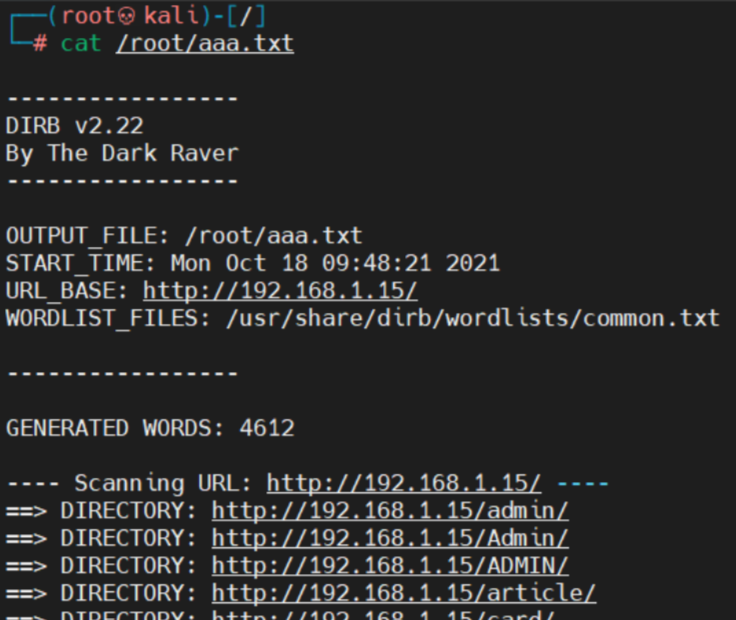 ┌──(root💀kali)-[/]
└─# cat /root/aaa.txt
-----------------
DIRB v2.22
By The Dark Raver
-----------------
OUTPUT_FILE: /root/aaa.txt
START_TIME: Mon Oct 18 09:48:21 2021
URL_BASE: http://192.168.1.15/
WORDLIST_FILES: /usr/share/dirb/wordlists/common.txt
-----------------
GENERATED WORDS: 4612
---- Scanning URL: http://192.168.1.15/ ----
==> DIRECTORY: http://192.168.1.15/admin/
==> DIRECTORY: http://192.168.1.15/Admin/
==> DIRECTORY: http://192.168.1.15/ADMIN/
==> DIRECTORY: http://192.168.1.15/article/
==> DIRECTORY: http://192.168.1.15/card/